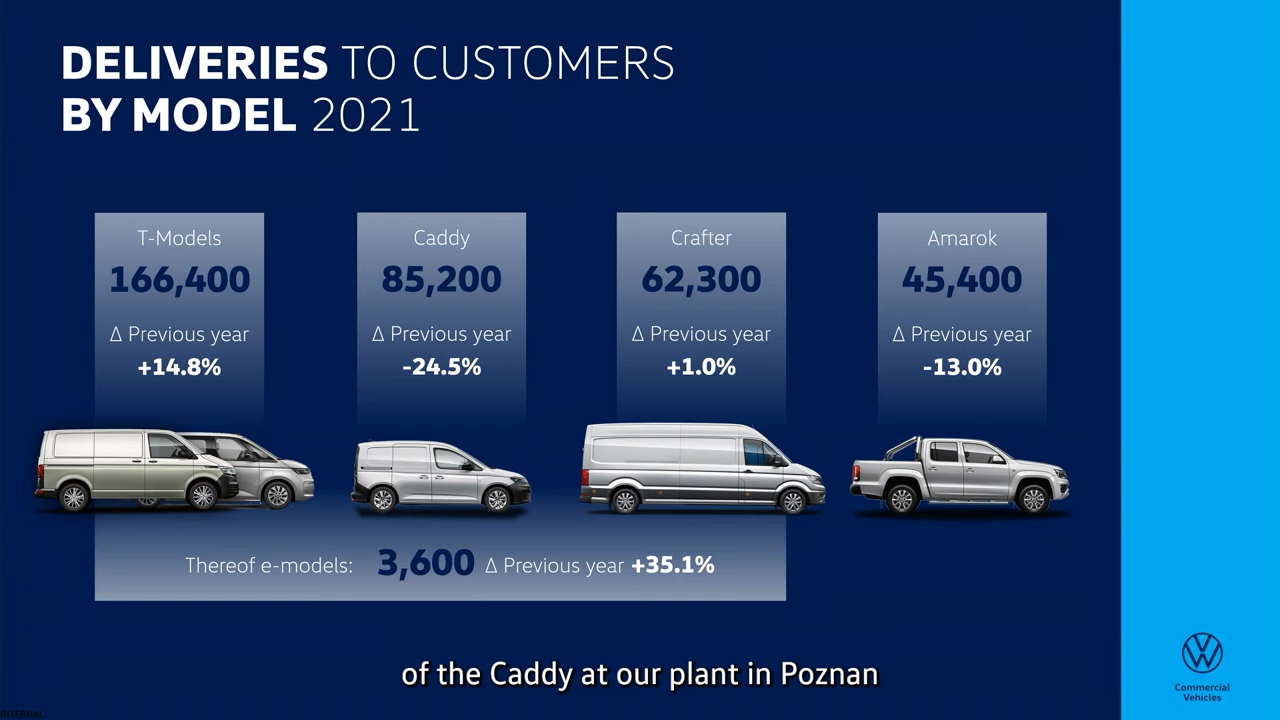 DELIVERIES TO CUSTOMERS
BY MODEL 2021
T-Models
166,400
Δ Previous year
+14.8%
Caddy
85,200
Δ Previous year
-24.5%
Crafter
62,300
Δ Previous year
+1.0%
Amarok
45,400
Δ Previous year
-13.0%
Thereof e-models: 3,600 Δ Previous year +35.1%
of the Caddy at our plant in Poznan
Commercial
Vehicles
INTERNAL